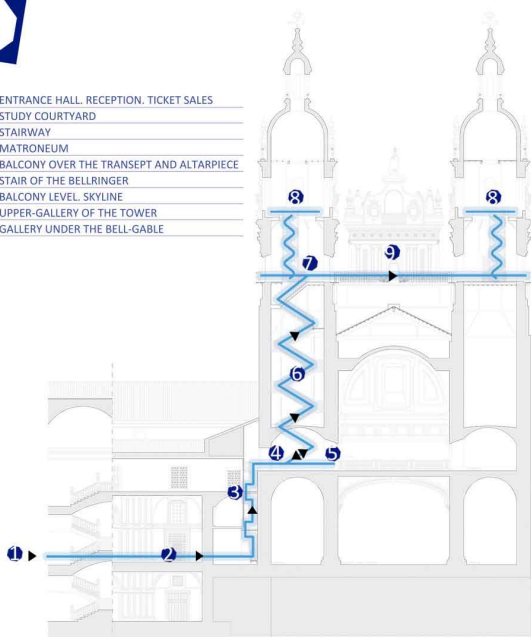 ENTRANCE HALL. RECEPTION. TICKET SALES
STUDY COURTYARD
STAIRWAY
MATRONEUM
BALCONY OVER THE TRANSEPT AND ALTARPIECE
STAIR OF THE BELLRINGER
BALCONY LEVEL. SKYLINE
UPPER-GALLERY OF THE TOWER
GALLERY UNDER THE BELL-GABLE
8 8
9
7
6
4 5
3
1 2